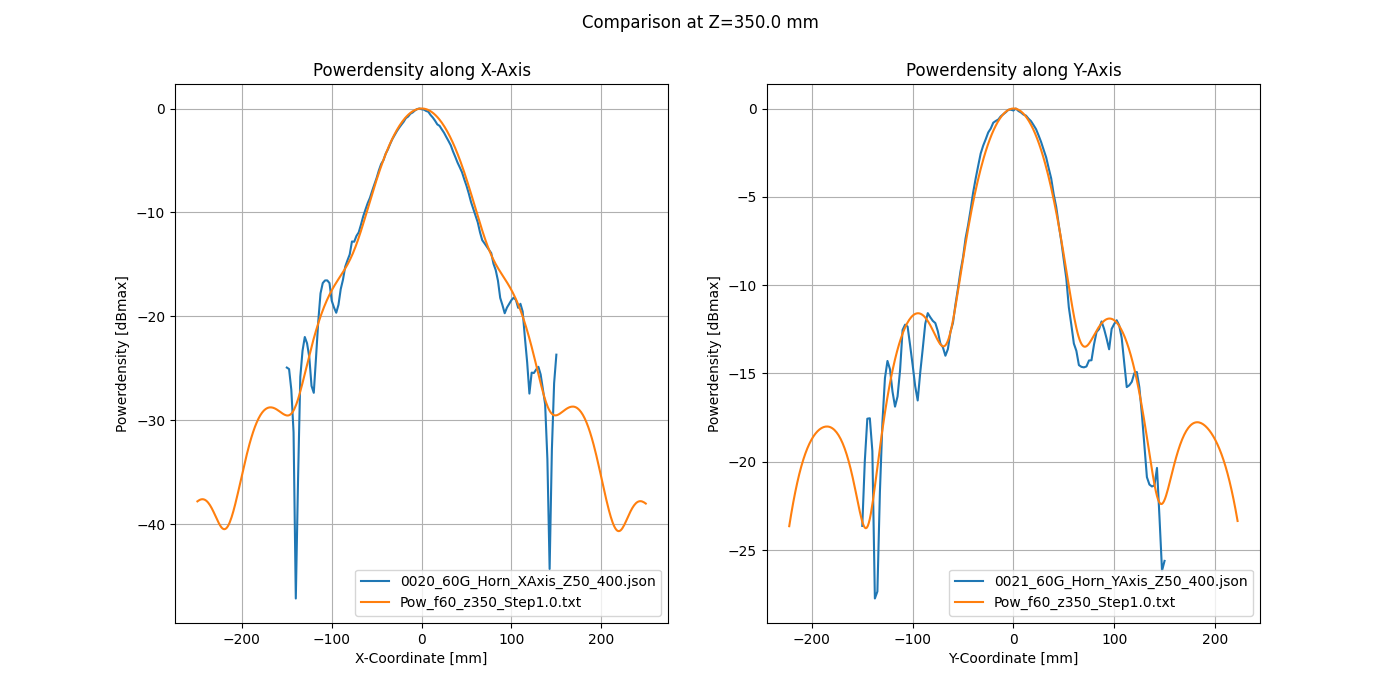 Comparison at Z=350.0 mm
Powerdensity along X-Axis
Powerdensity [dBmax]
0
−10
−20
−30
−40
−200
−100
0
100
200
X-Coordinate [mm]
0020_60G_Horn_XAxis_Z50_400.json
Pow_f60_z350_Step1.0.txt
Powerdensity along Y-Axis
Powerdensity [dBmax]
0
−5
−10
−15
−20
−25
−200
−100
0
100
200
Y-Coordinate [mm]
0021_60G_Horn_YAxis_Z50_400.json
Pow_f60_z350_Step1.0.txt